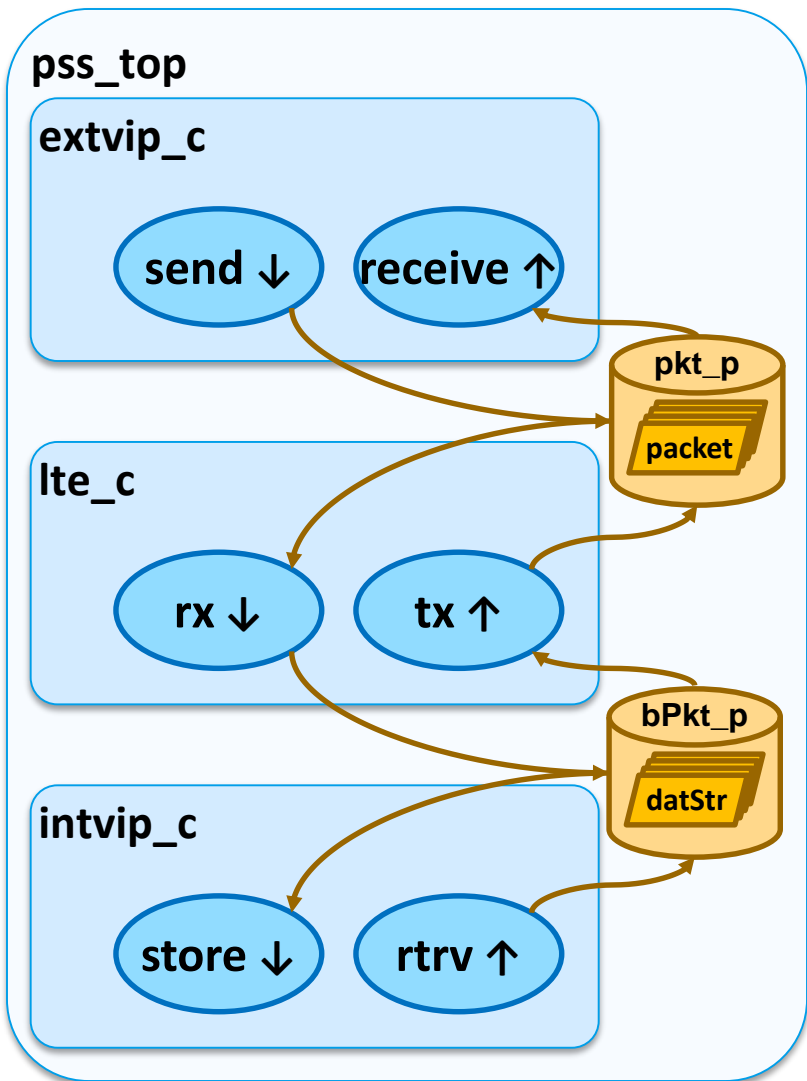 pss_top
extvip_c
send ↓
receive ↑
pkt_p
packet
lte_c
rx ↓
tx ↑
bPkt_p
datStr
intvip_c
store ↓
rtrv ↑